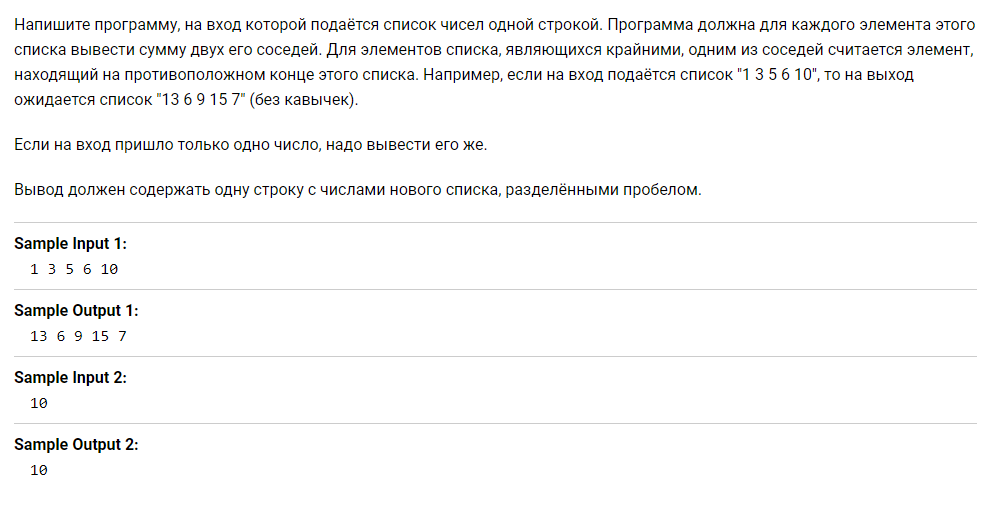 Напишите программу, на вход которой подаётся список чисел одной строкой. Программа должна для каждого элемента этого
списка вывести сумму двух его соседей. Для элементов списка, являющихся крайними, одним из соседей считается элемент,
находящий на противоположном конце этого списка. Например, если на вход подаётся список "1 3 5 6 10", то на выход
ожидается список "13 6 9 15 7" (без кавычек).
Если на вход пришло только одно число, надо вывести его же.
Вывод должен содержать одну строку с числами нового списка, разделёнными пробелом.
Sample Input 1:
1 3 5 6 10
Sample Output 1:
13 6 9 15 7
Sample Input 2:
10
Sample Output 2:
10